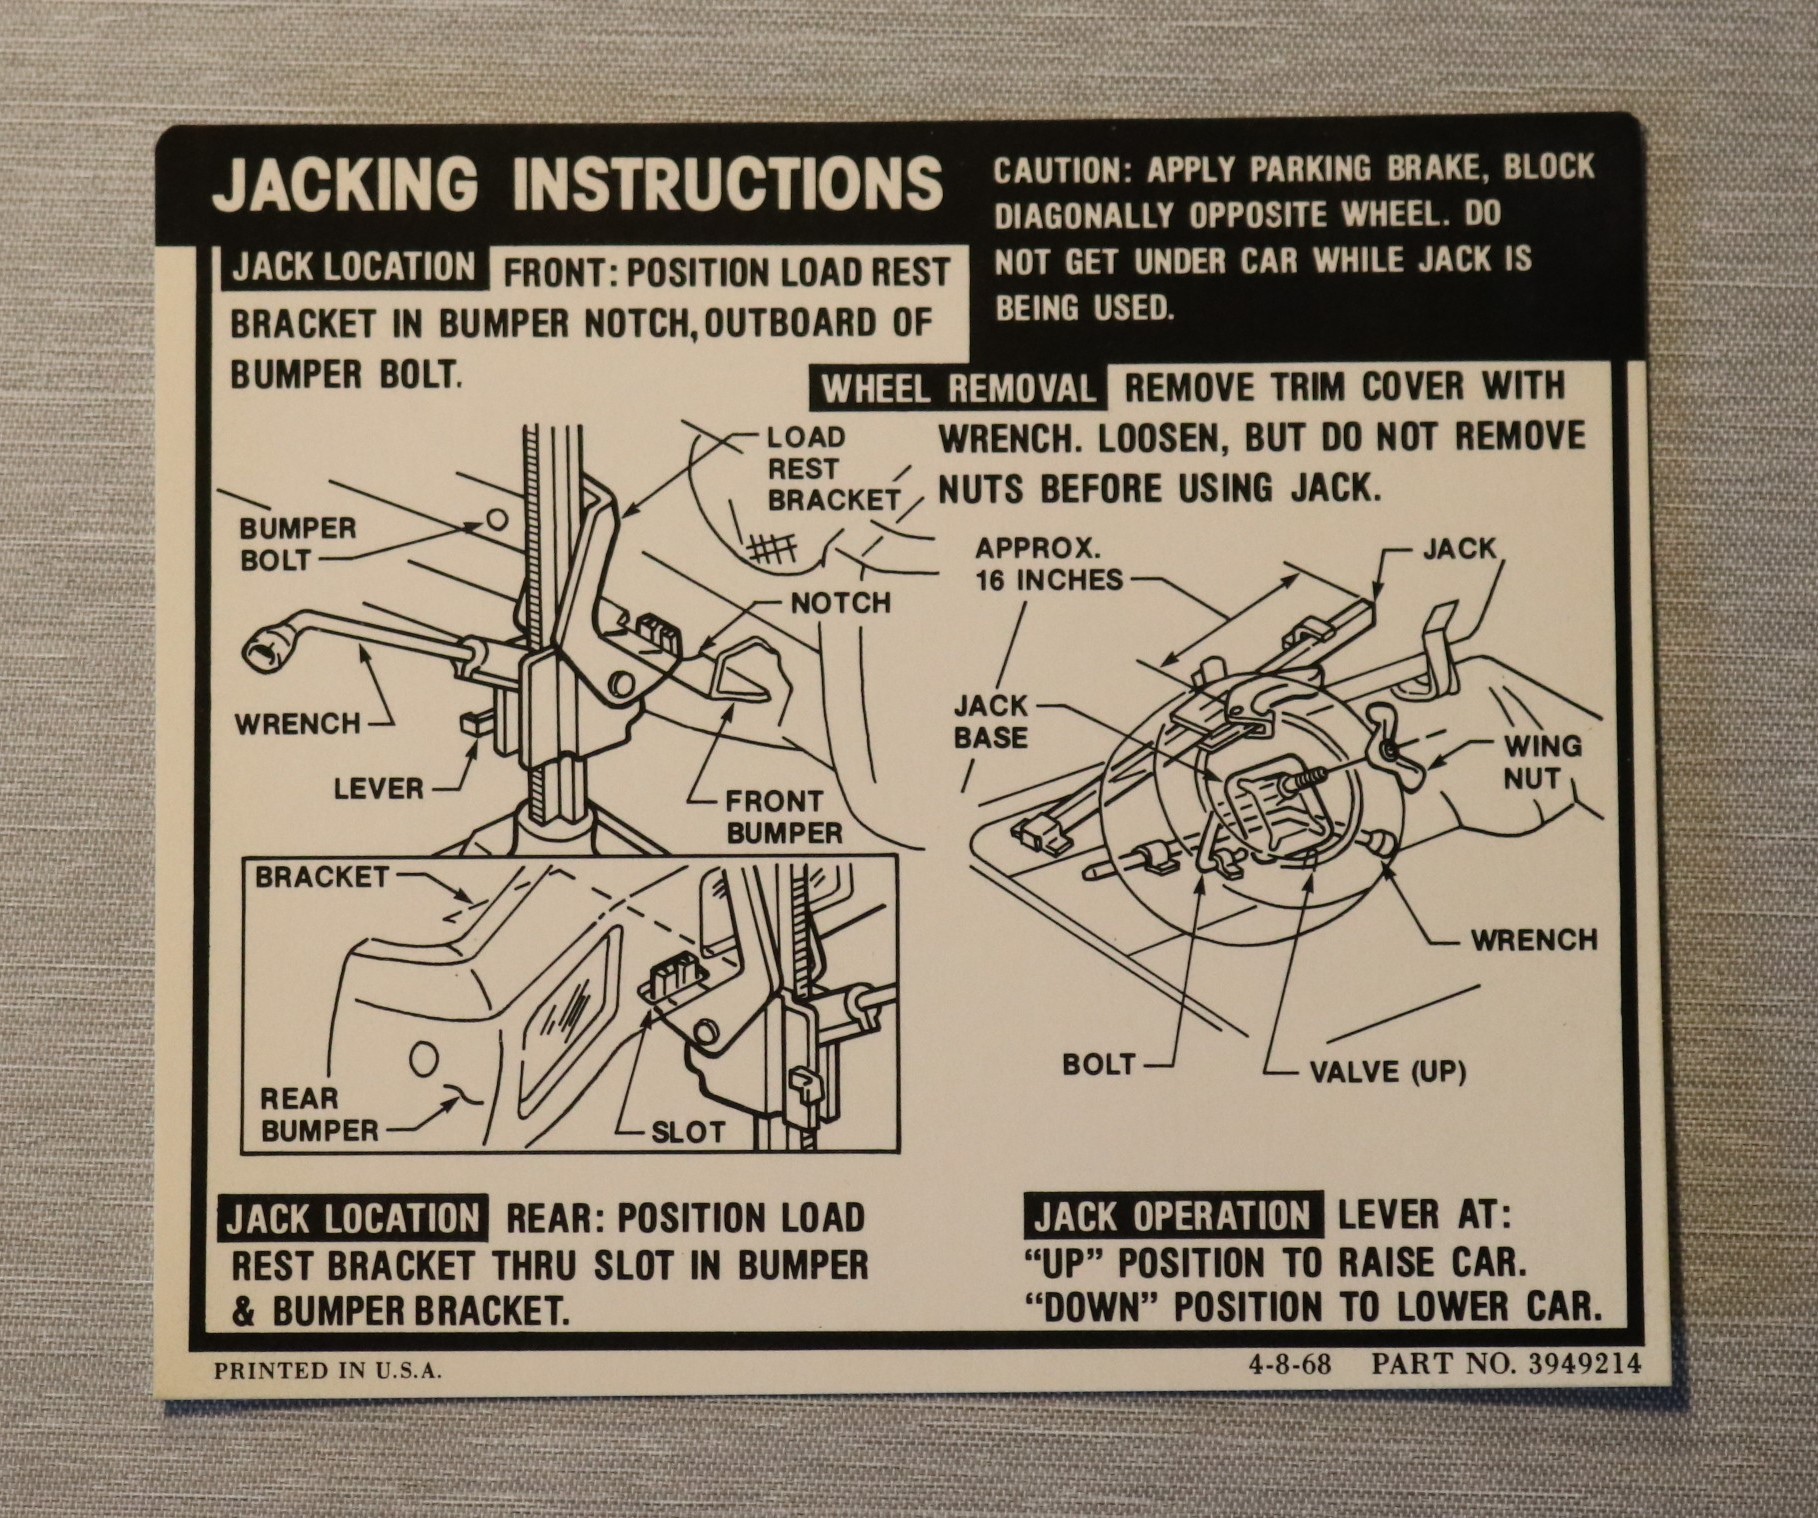 JACKING INSTRUCTIONS
CAUTION: APPLY PARKING BRAKE, BLOCK
DIAGONALLY OPPOSITE WHEEL. DO
NOT GET UNDER CAR WHILE JACK IS
BEING USED.
JACK LOCATION FRONT: POSITION LOAD REST
BRACKET IN BUMPER NOTCH, OUTBOARD OF
BUMPER BOLT.
WHEEL REMOVAL REMOVE TRIM COVER WITH
WRENCH. LOOSEN, BUT DO NOT REMOVE
NUTS BEFORE USING JACK.
LOAD
REST
BRACKET
BUMPER
BOLT
NOTCH
WRENCH
LEVER
FRONT
BUMPER
APPROX.
16 INCHES
JACK
JACK
BASE
WING
NUT
WRENCH
BOLT
VALVE (UP)
BRACKET
REAR
BUMPER
SLOT
JACK LOCATION REAR: POSITION LOAD
REST BRACKET THRU SLOT IN BUMPER
& BUMPER BRACKET.
JACK OPERATION LEVER AT:
“UP” POSITION TO RAISE CAR.
“DOWN” POSITION TO LOWER CAR.
PRINTED IN U.S.A.
4-8-68 PART NO. 3949214